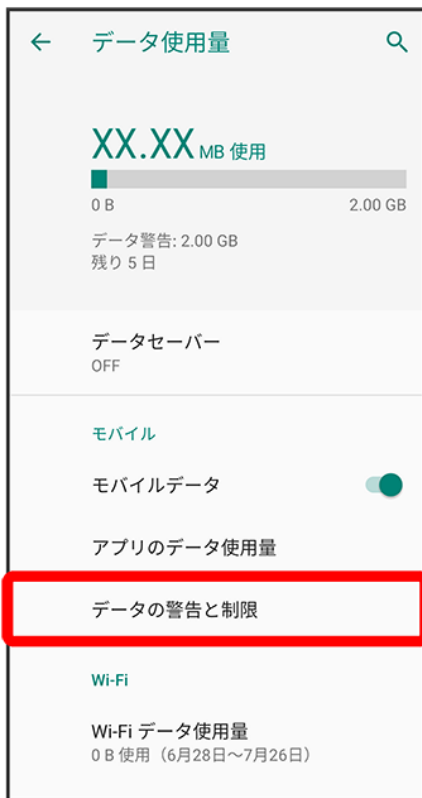 データ使用量
XX.XX MB 使用
0 B 2.00 GB
データ警告: 2.00 GB
残り 5 日
データセーバー
OFF
モバイル
モバイルデータ
アプリのデータ使用量
データの警告と制限
Wi-Fi
Wi-Fi データ使用量
0 B 使用（6月28日～7月26日）